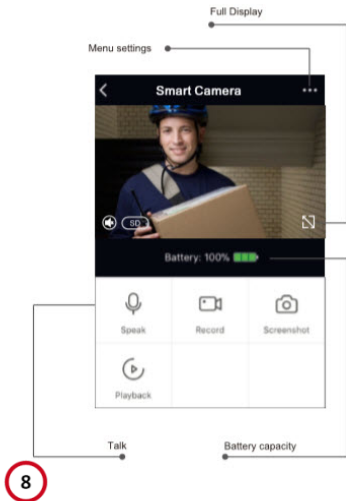 Full Display
Menu settings
Smart Camera
SD
Battery: 100%
Speak
Record
Screenshot
Playback
Talk
Battery capacity
8